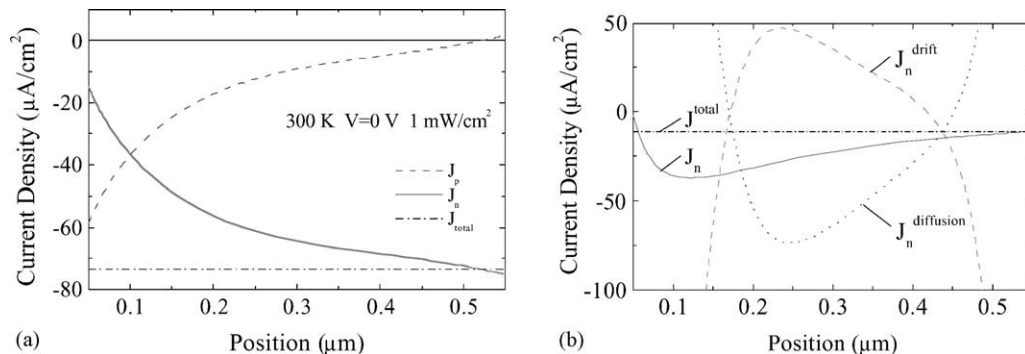 0
-20
-40
-60
-80
Current Density (μA/cm²)
300 K V=0 V 1 mW/cm²
J_p
J_n
J_total
0.1 0.2 0.3 0.4 0.5
Position (μm)
(a)
50
0
-50
-100
Current Density (μA/cm²)
J_n^drift
J^total
J_n
J_n^diffusion
0.1 0.2 0.3 0.4 0.5
Position (μm)
(b)